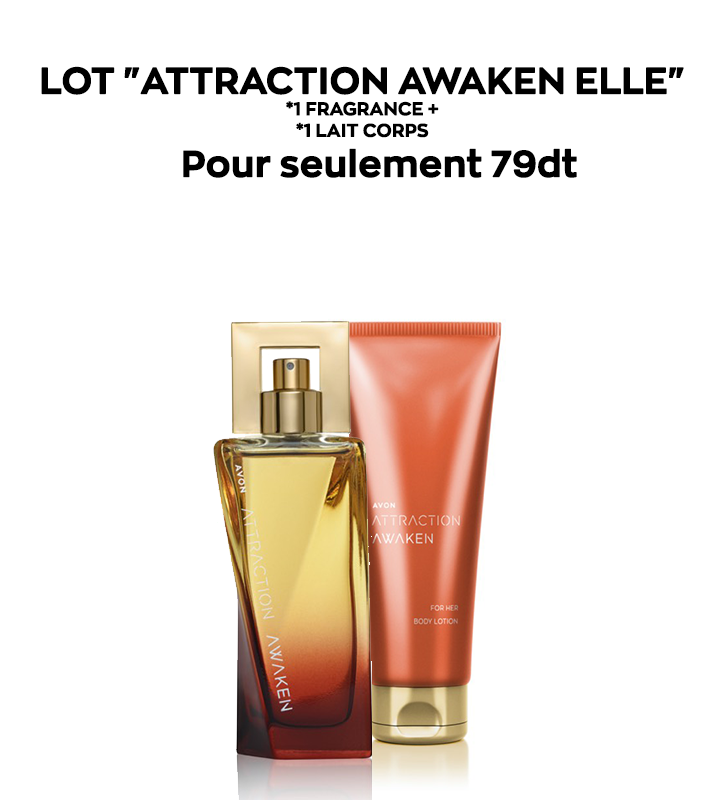 LOT "ATTRACTION AWAKEN ELLE"
*1 FRAGRANCE +
*1 LAIT CORPS
Pour seulement 79dt
AVON
ATTRACTION AWAKEN
AVON
ATTRACTION
AWAKEN
FOR HER
BODY LOTION